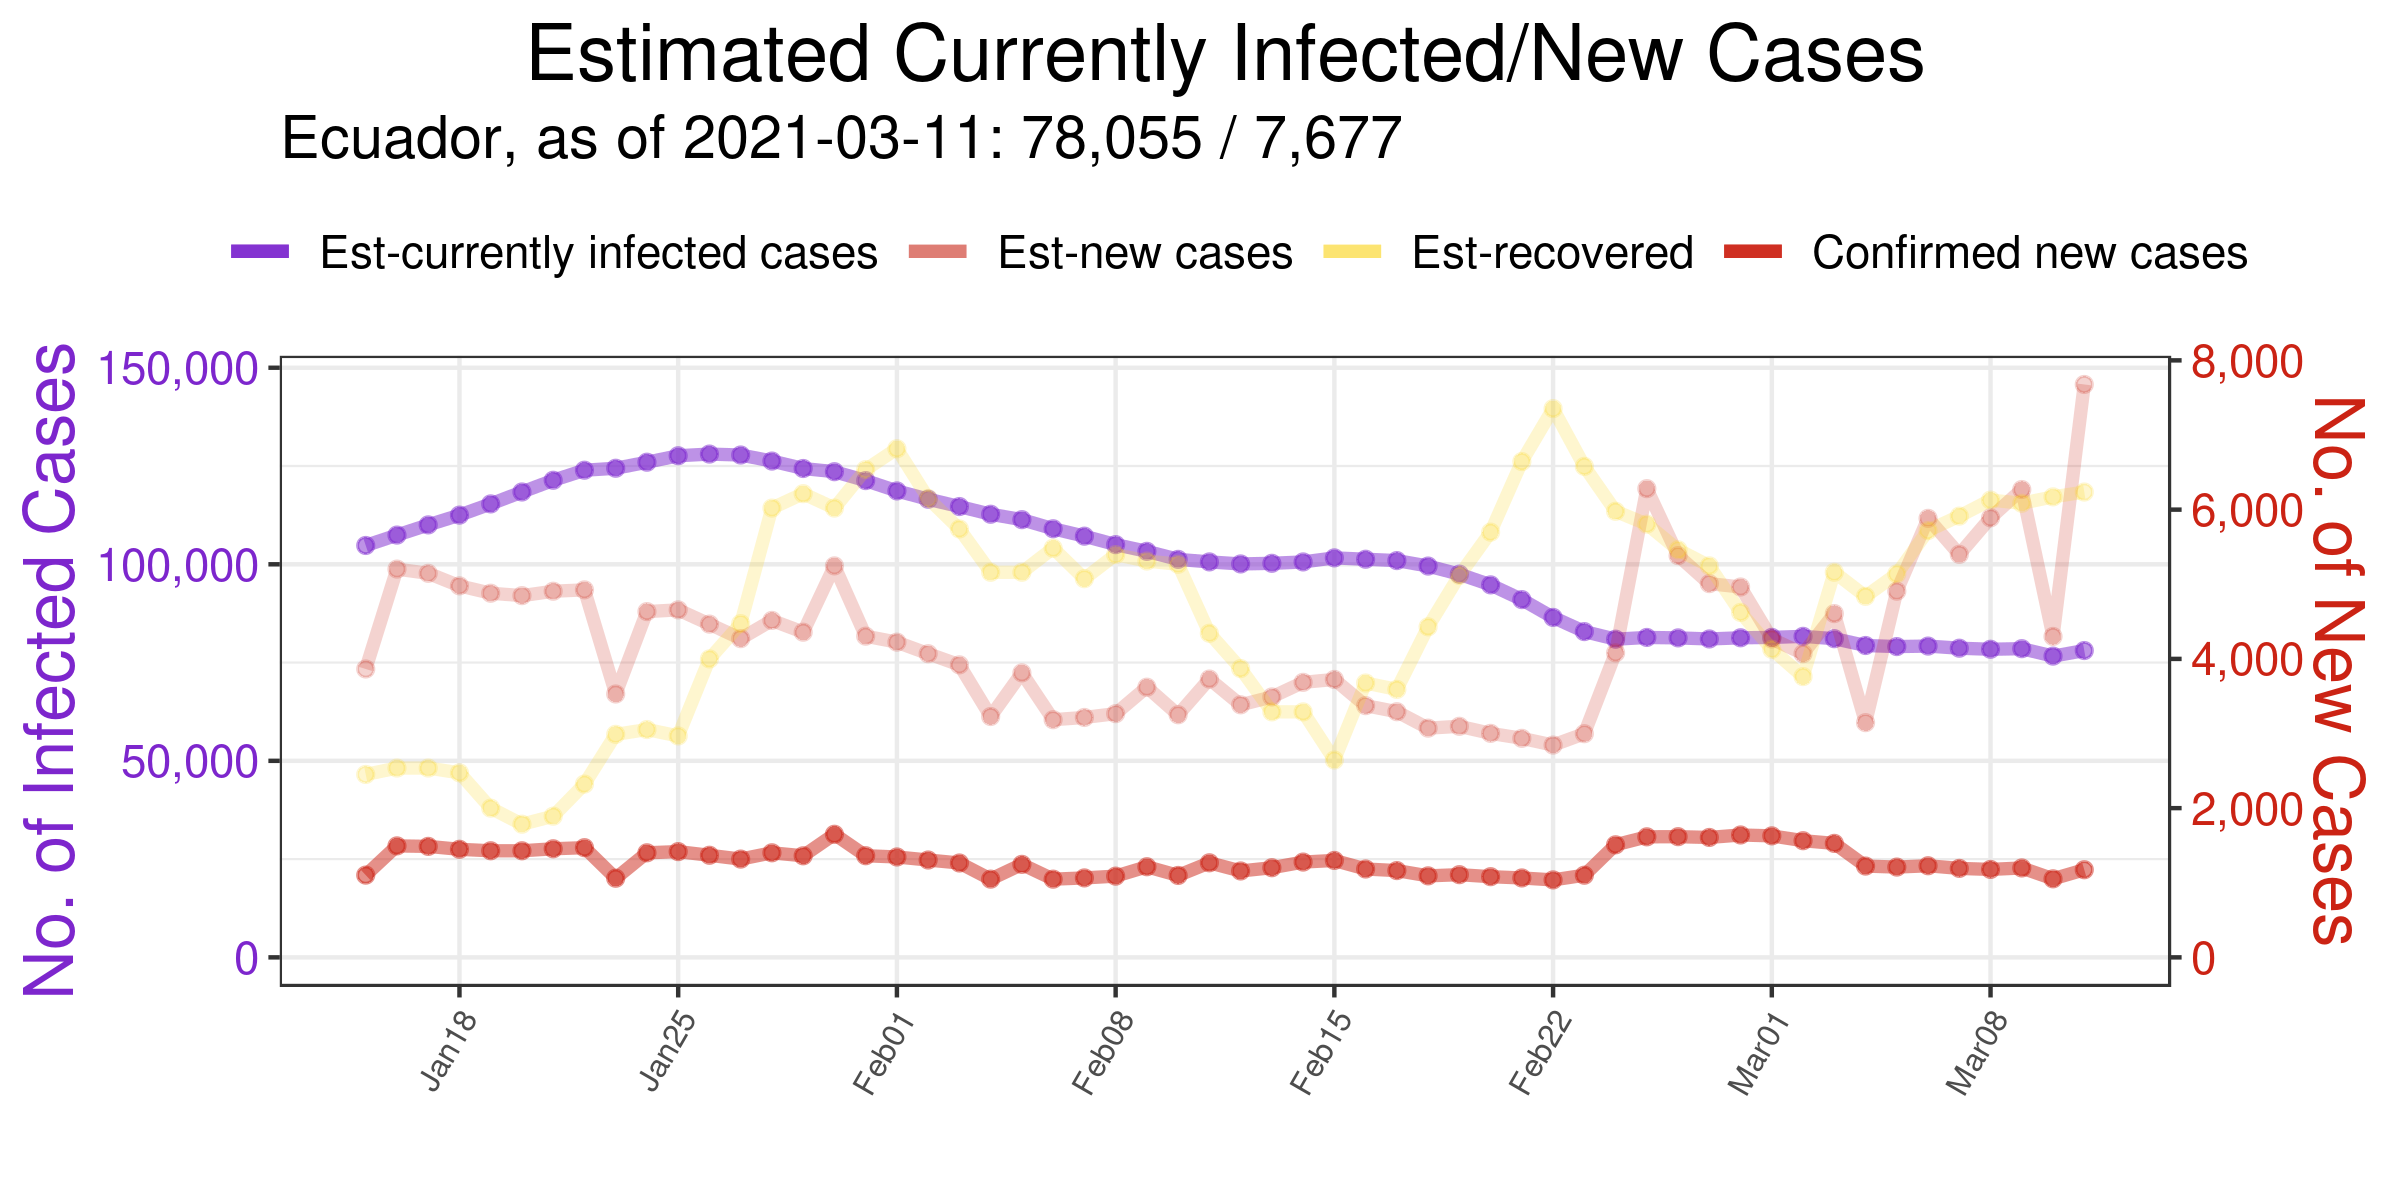 Estimated Currently Infected/New Cases
Ecuador, as of 2021-03-11: 78,055 / 7,677
Est-currently infected cases Est-new cases Est-recovered Confirmed new cases
No. of Infected Cases
150,000
100,000
50,000
0
8,000
6,000
4,000
2,000
0
No. of New Cases
Jan18 Jan25 Feb01 Feb08 Feb15 Feb22 Mar01 Mar08